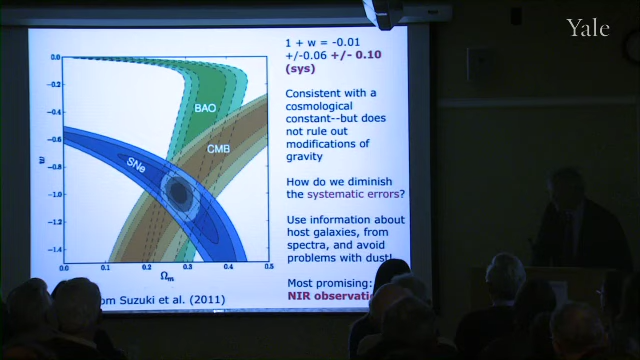 Yale
1 + w = -0.01
+/-0.06 +/- 0.10
(sys)
Consistent with a
cosmological
constant--but does
not rule out
modifications of
gravity
How do we diminish
the systematic errors?
Use information about
host galaxies, from
spectra, and avoid
problems with dust!
Most promising:
NIR
0.0
-0.2
-0.4
-0.6
-0.8
-1.0
-1.2
-1.4
w
BAO
CMB
SNe
0.0 0.1 0.2 0.3 0.4 0.5
Ωm
Suzuki et al. (2011)